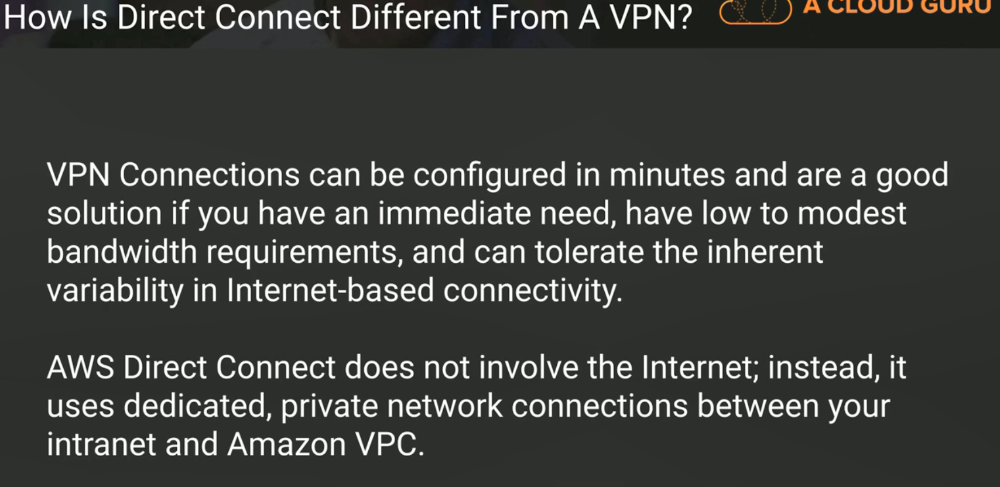 How Is Direct Connect Different From A VPN?
A CLOUD GURU
VPN Connections can be configured in minutes and are a good
solution if you have an immediate need, have low to modest
bandwidth requirements, and can tolerate the inherent
variability in Internet-based connectivity.
AWS Direct Connect does not involve the Internet; instead, it
uses dedicated, private network connections between your
intranet and Amazon VPC.